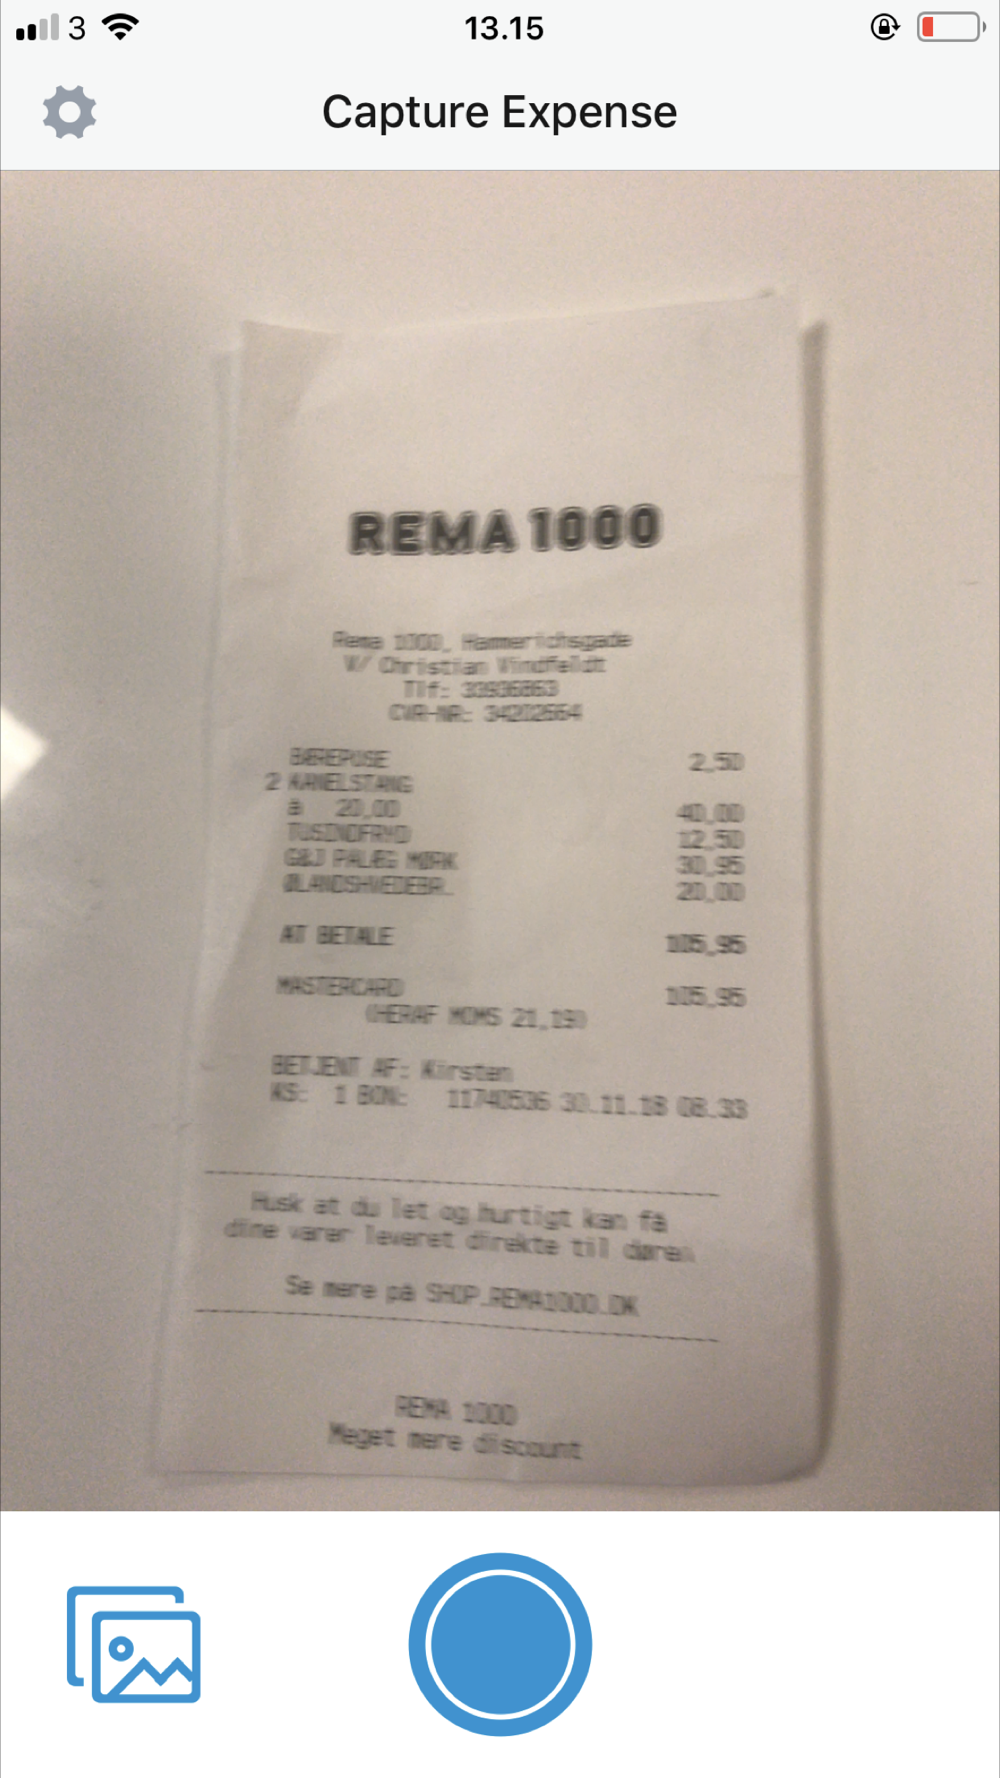 3 13.15
Capture Expense
REMA 1000
Rema 1000, Hammerichsgade
V/ Christian Vindfeldt
Tlf: 33936863
CVR-NR: 34202664
BÆREPOSE 2,50
2 KANELSTANG
a 20,00 40,00
TUSINDFRYD 12,50
G&J PALÆG MØRK 30,95
ØLANDSHVEDEBR. 20,00
AT BETALE 105,95
MASTERCARD 105,95
(HERAF MOMS 21,19)
BETJENT AF: Kirsten
KS: 1 BON: 11740536 30.11.18 08.33
Husk at du let og hurtigt kan få
dine varer leveret direkte til døren
Se mere på SHOP.REMA1000.DK
REMA 1000
Meget mere discount